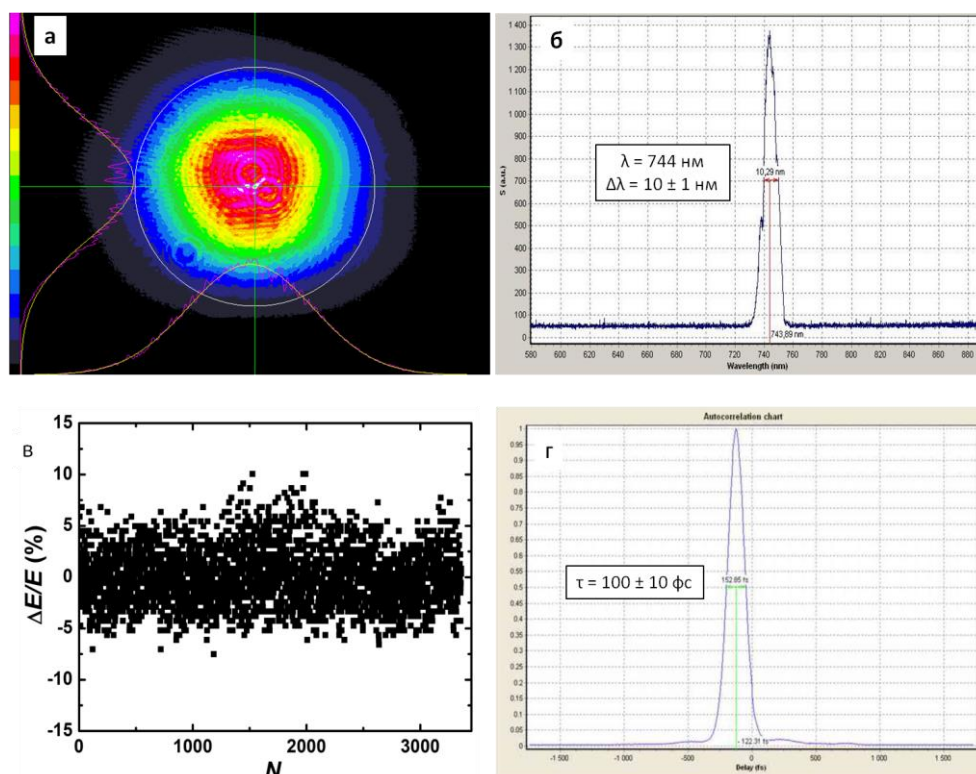 а
б
S (a.u.)
1 400
1 300
1 200
1 100
1 000
900
800
700
600
500
400
300
200
100
0
λ = 744 нм
Δλ = 10 ± 1 нм
10,29 nm
743,89 nm
580 600 620 640 660 680 700 720 740 760 780 800 820 840 860 880
Wavelength (nm)
в
ΔE/E (%)
15
10
5
0
-5
-10
-15
0 1000 2000 3000
N
Autocorrelation chart
г
1
0.95
0.9
0.85
0.8
0.75
0.7
0.65
0.6
0.55
0.5
0.45
0.4
0.35
0.3
0.25
0.2
0.15
0.1
0.05
0
τ = 100 ± 10 фс
152.85 fs
-122.31 fs
-1 500 -1 000 -500 0 500 1 000 1 500
Delay (fs)